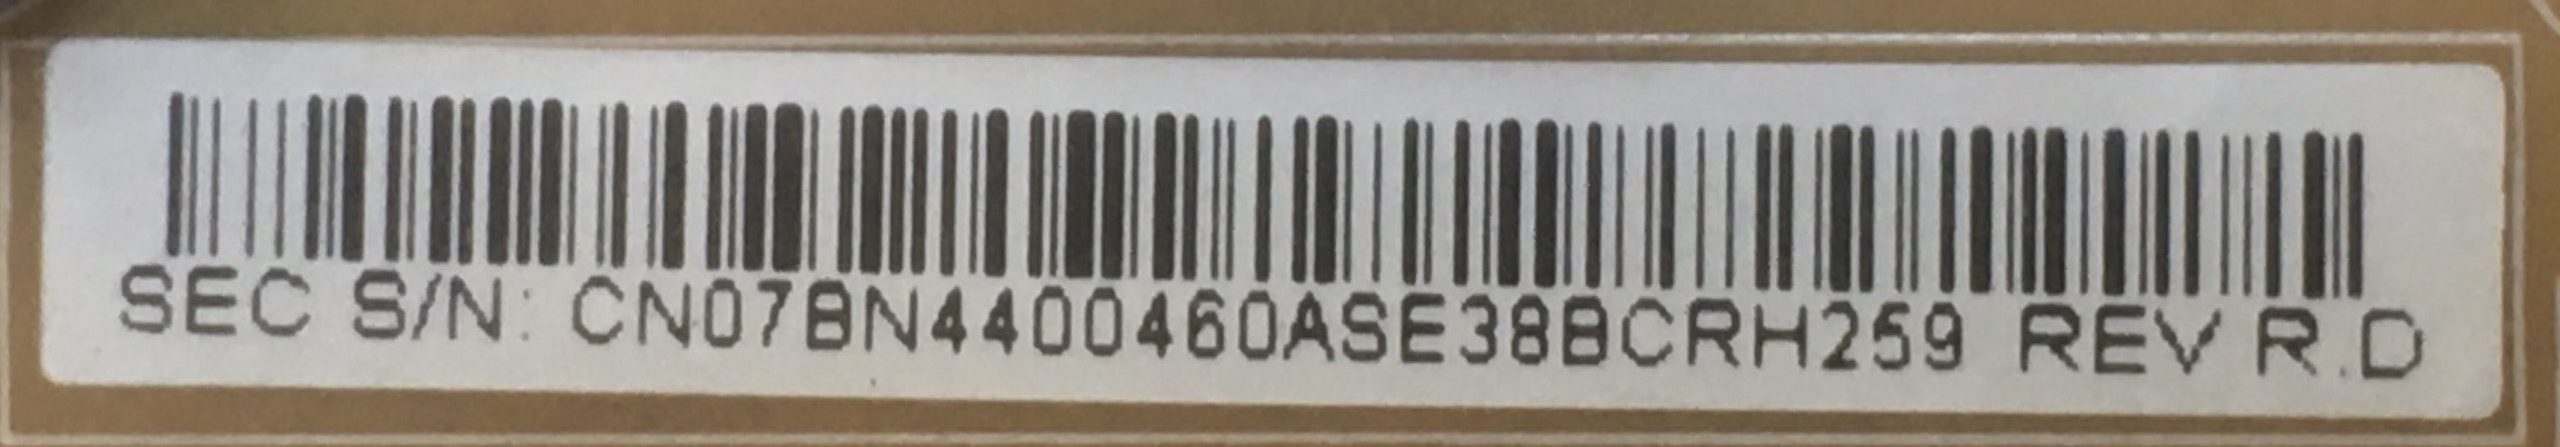 SEC S/N: CN07BN4400460ASE38BCRH259 REV R.D